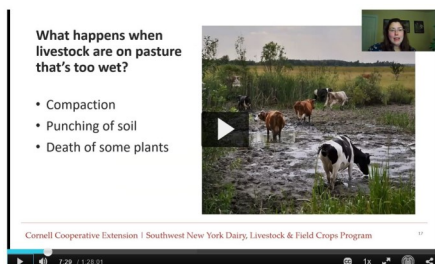 What happens when
livestock are on pasture
that's too wet?
• Compaction
• Punching of soil
• Death of some plants
Cornell Cooperative Extension | Southwest New York Dairy, Livestock & Field Crops Program
17
7:29 / 1:28:01
1x